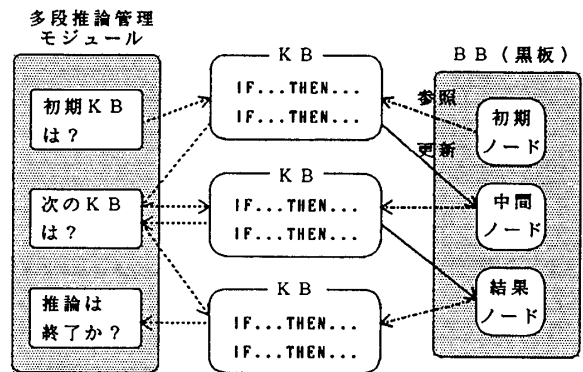 多段推論管理
モジュール
初期KB
は？
次のKB
は？
推論は
終了か？
KB
IF...THEN...
IF...THEN...
KB
IF...THEN...
IF...THEN...
KB
IF...THEN...
IF...THEN...
BB（黒板）
参照
更新
初期
ノード
中間
ノード
結果
ノード